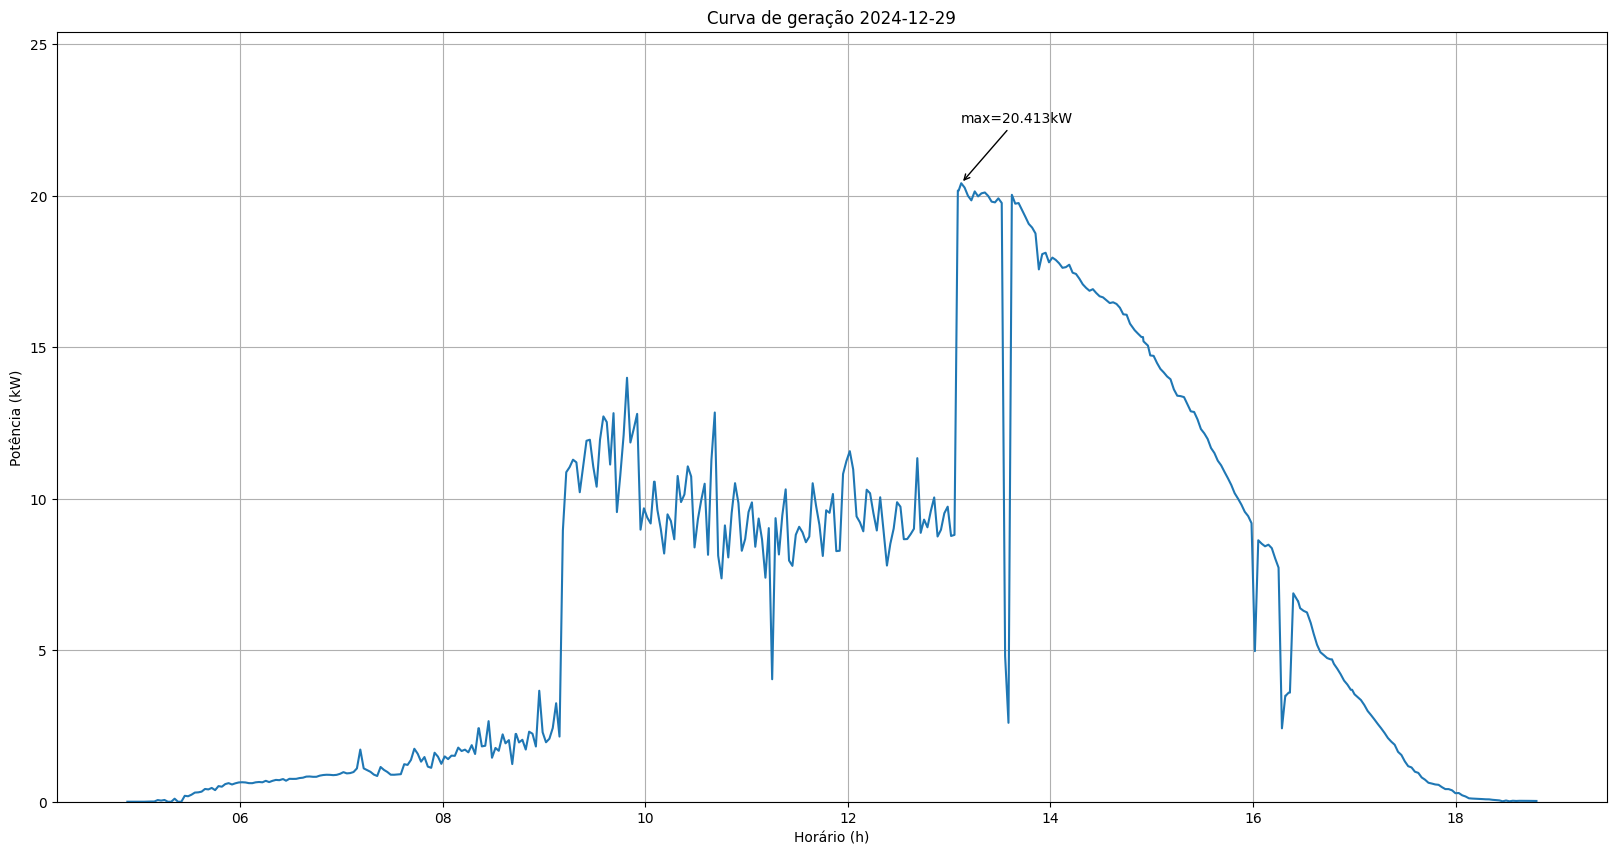 Curva de geração 2024-12-29
25
max=20.413kW
20
15
Potência (kW)
10
5
0
06 08 10 12 14 16 18
Horário (h)